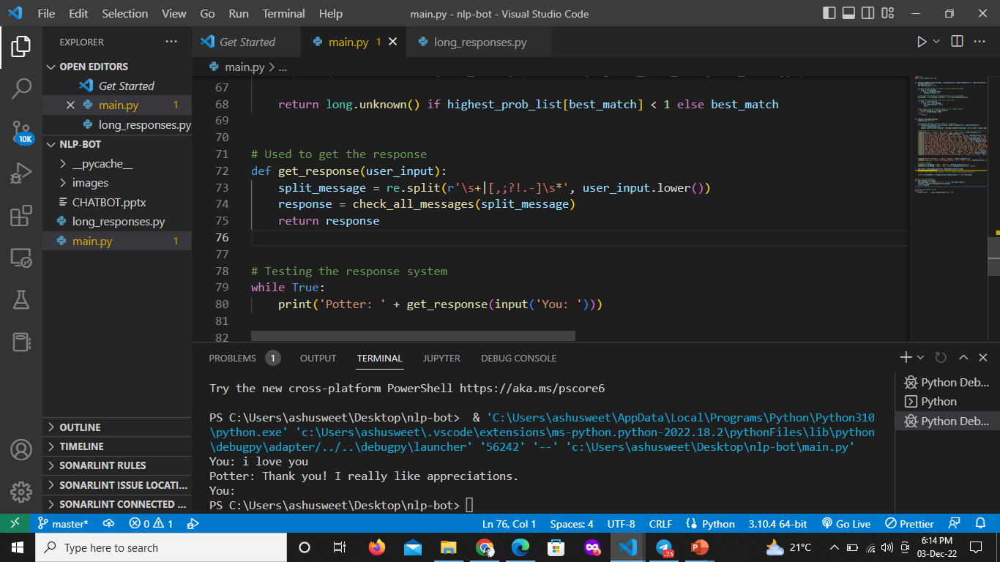 File Edit Selection View Go Run Terminal Help main.py - nlp-bot - Visual Studio Code
EXPLORER
OPEN EDITORS
Get Started
main.py 1
long_responses.py
NLP-BOT
__pycache__
images
CHATBOT.pptx
long_responses.py
main.py 1
OUTLINE
TIMELINE
SONARLINT RULES
SONARLINT ISSUE LOCATI...
SONARLINT CONNECTED ...
10K
Get Started main.py 1 long_responses.py
main.py > ...
67
68 return long.unknown() if highest_prob_list[best_match] < 1 else best_match
69
70
71 # Used to get the response
72 def get_response(user_input):
73 split_message = re.split(r'\s+|[,;?!.-]\s*', user_input.lower())
74 response = check_all_messages(split_message)
75 return response
76
77
78 # Testing the response system
79 while True:
80 print('Potter: ' + get_response(input('You: ')))
81
82
PROBLEMS 1 OUTPUT TERMINAL JUPYTER DEBUG CONSOLE
Try the new cross-platform PowerShell https://aka.ms/pscore6
PS C:\Users\ashusweet\Desktop\nlp-bot> & 'C:\Users\ashusweet\AppData\Local\Programs\Python\Python310
\python.exe' 'c:\Users\ashusweet\.vscode\extensions\ms-python.python-2022.18.2\pythonFiles\lib\python
\debugpy\adapter/../..\debugpy\launcher' '56242' '--' 'c:\Users\ashusweet\Desktop\nlp-bot\main.py'
You: i love you
Potter: Thank you! I really like appreciations.
You:
PS C:\Users\ashusweet\Desktop\nlp-bot>
Python Deb...
Python
Python Deb...
master* 0 1 Ln 76, Col 1 Spaces: 4 UTF-8 CRLF Python 3.10.4 64-bit Go Live Prettier
Type here to search .75 21°C 6:14 PM
03-Dec-22